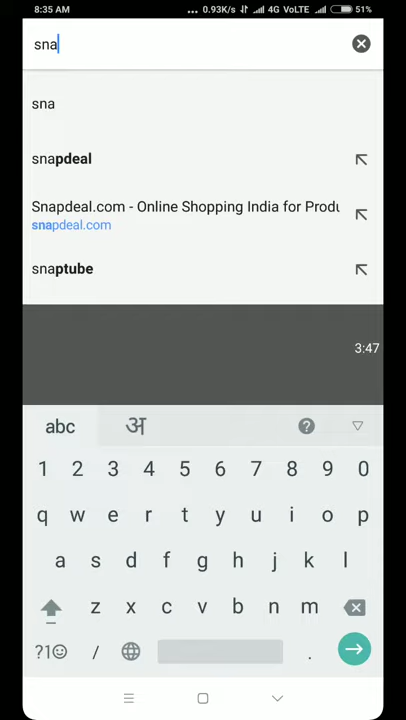 8:35 AM ... 0.93K/s 4G VoLTE 51%
sna
sna
snapdeal
Snapdeal.com - Online Shopping India for Produ
snapdeal.com
snaptube
3:47
abc अ ?
1 2 3 4 5 6 7 8 9 0
q w e r t y u i o p
a s d f g h j k l
z x c v b n m
?1☺ / .